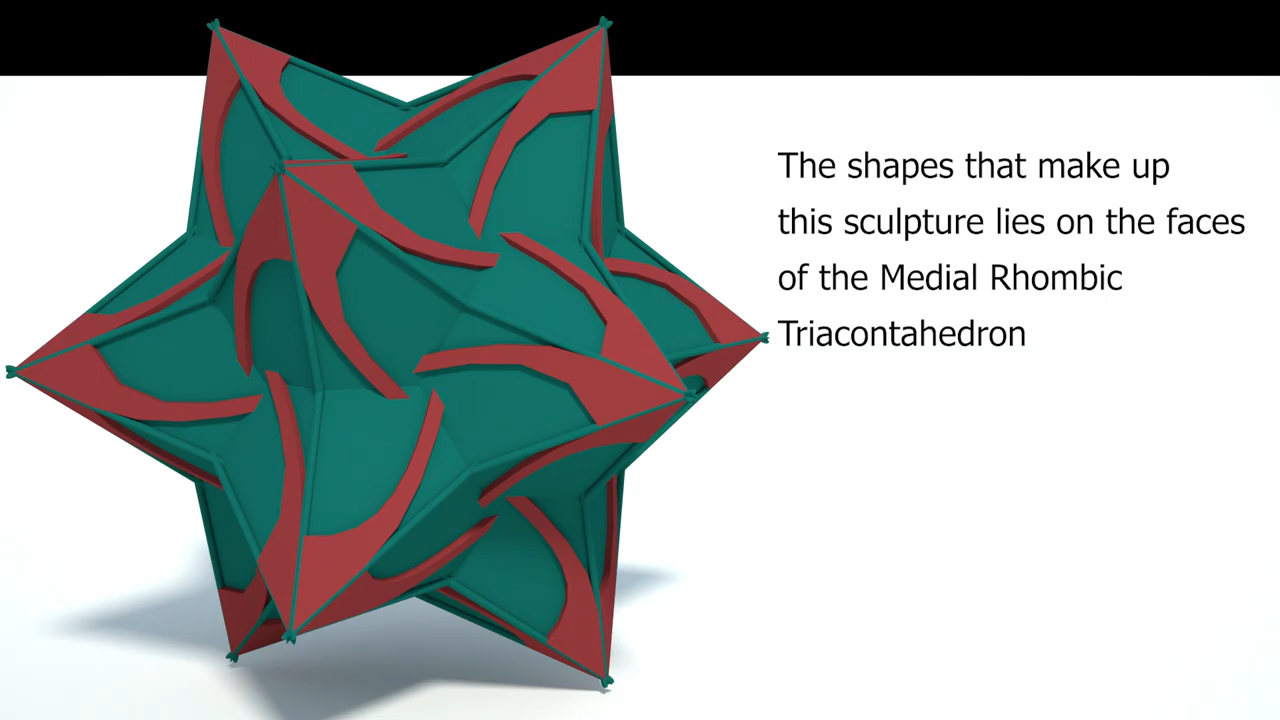 The shapes that make up
this sculpture lies on the faces
of the Medial Rhombic
Triacontahedron